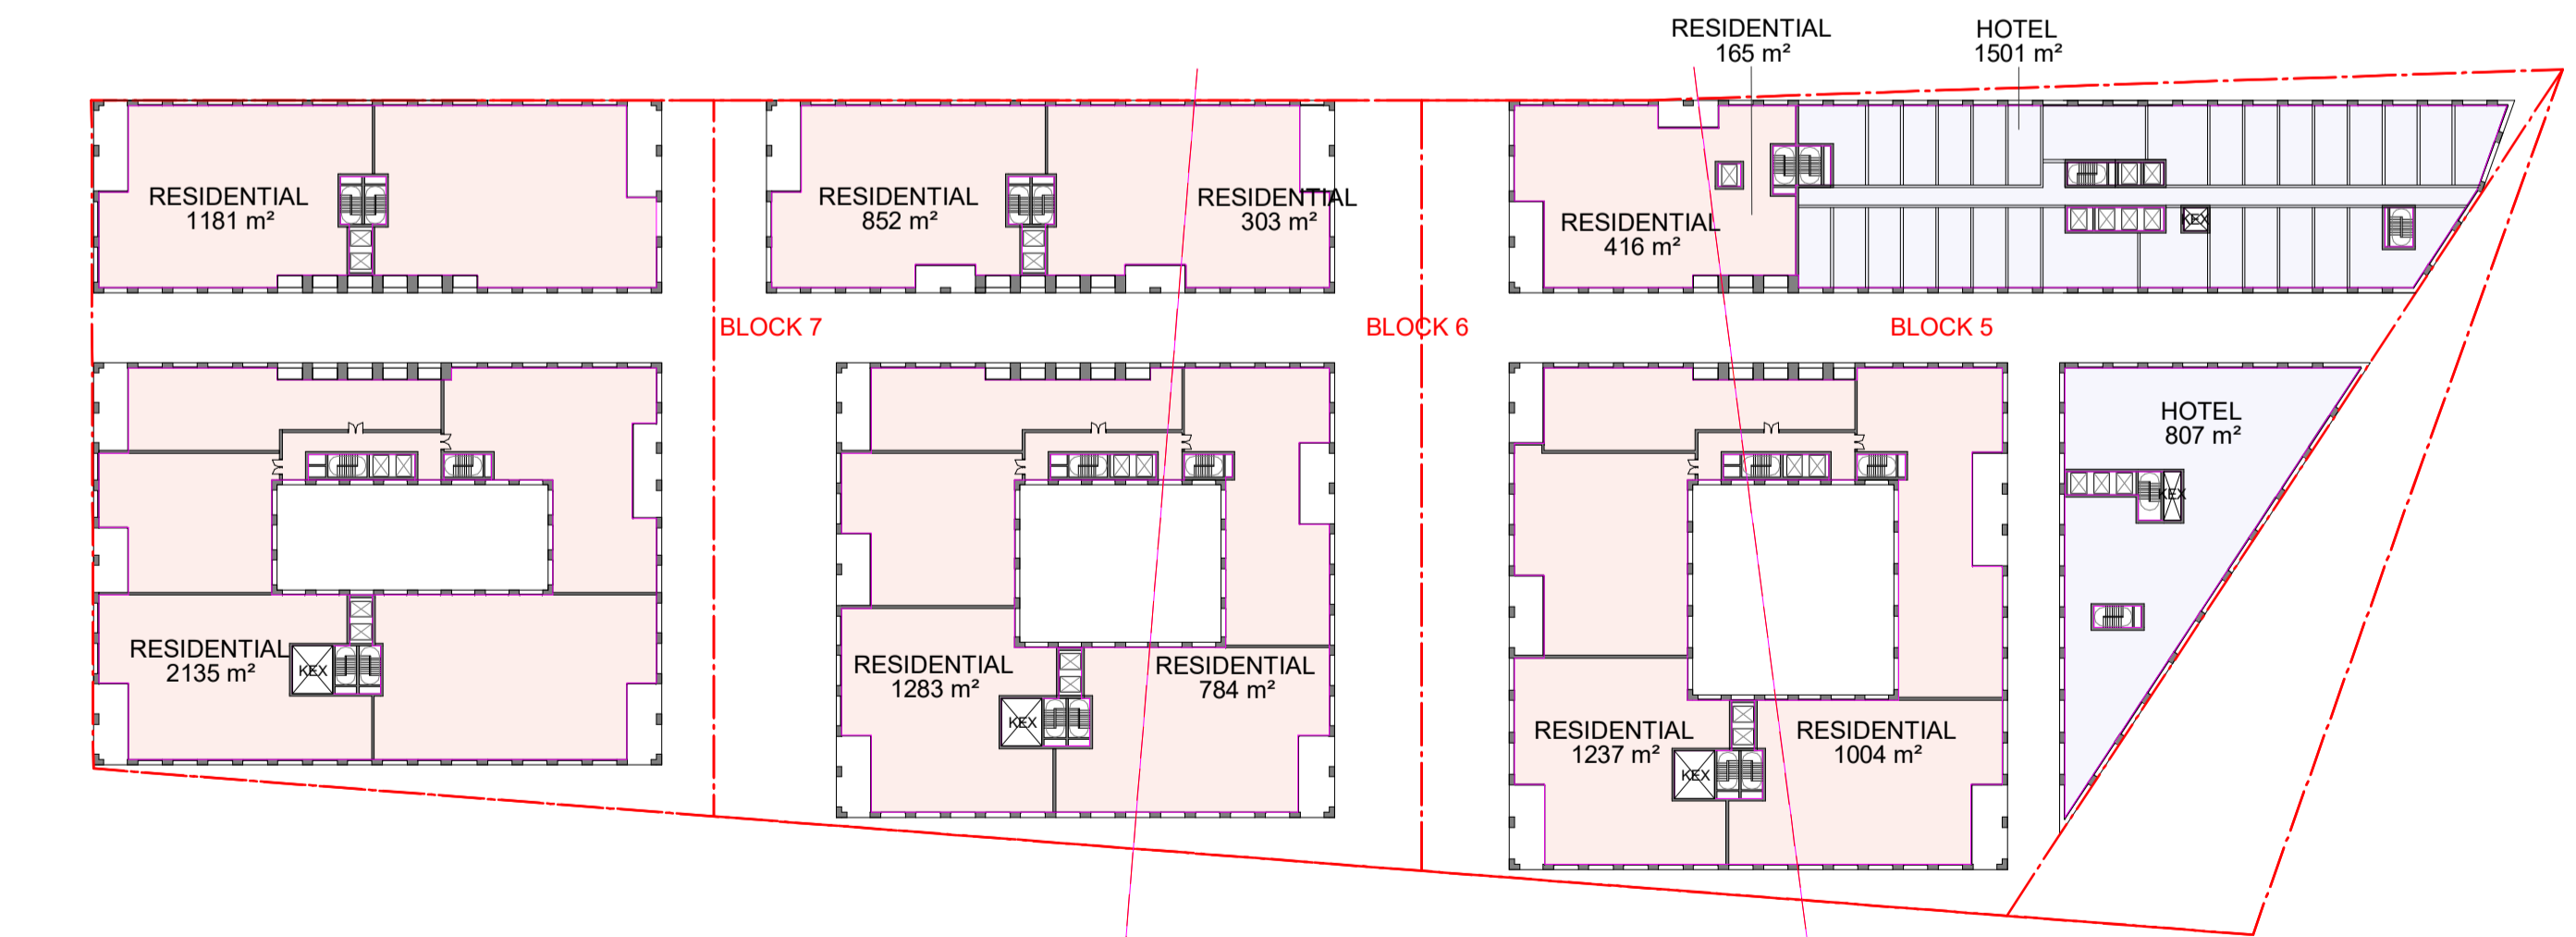 RESIDENTIAL
165 m²
HOTEL
1501 m²
RESIDENTIAL
1181 m²
RESIDENTIAL
852 m²
RESIDENTIAL
303 m²
RESIDENTIAL
416 m²
KEX
BLOCK 7
BLOCK 6
BLOCK 5
HOTEL
807 m²
KEX
RESIDENTIAL
2135 m²
KEX
RESIDENTIAL
1283 m²
RESIDENTIAL
784 m²
KEX
RESIDENTIAL
1237 m²
RESIDENTIAL
1004 m²
KEX